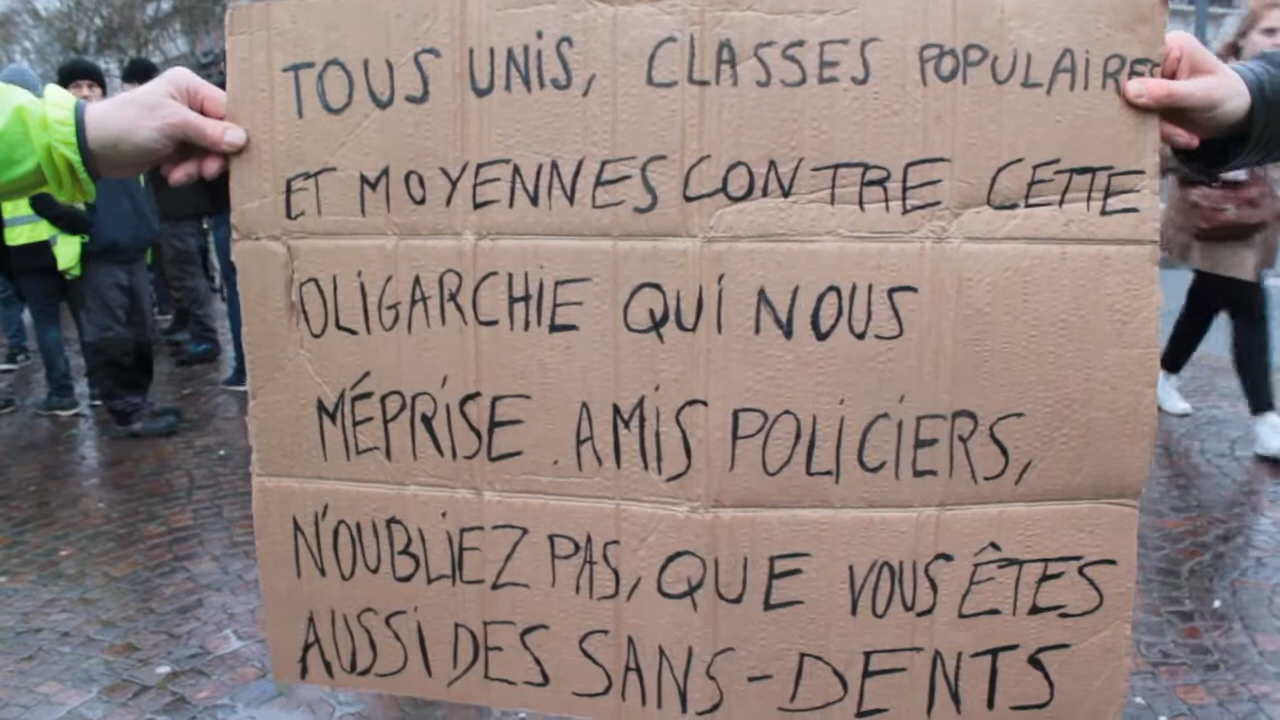 TOUS UNIS, CLASSES POPULAIRES
ET MOYENNES CONTRE CETTE
OLIGARCHIE QUI NOUS
MÉPRISE. AMIS POLICIERS,
N'OUBLIEZ PAS, QUE VOUS ÊTES
AUSSI DES SANS-DENTS